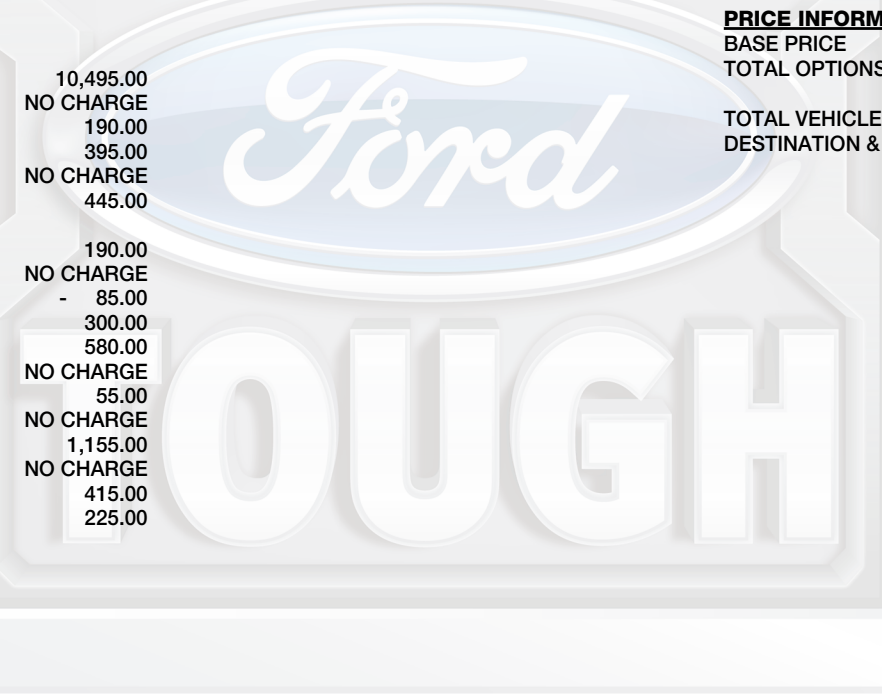 10,495.00
NO CHARGE
190.00
395.00
NO CHARGE
445.00
190.00
NO CHARGE
- 85.00
300.00
580.00
NO CHARGE
55.00
NO CHARGE
1,155.00
NO CHARGE
415.00
225.00
PRICE INFORM
BASE PRICE
TOTAL OPTIONS
TOTAL VEHICLE
DESTINATION &
Ford
TOUGH